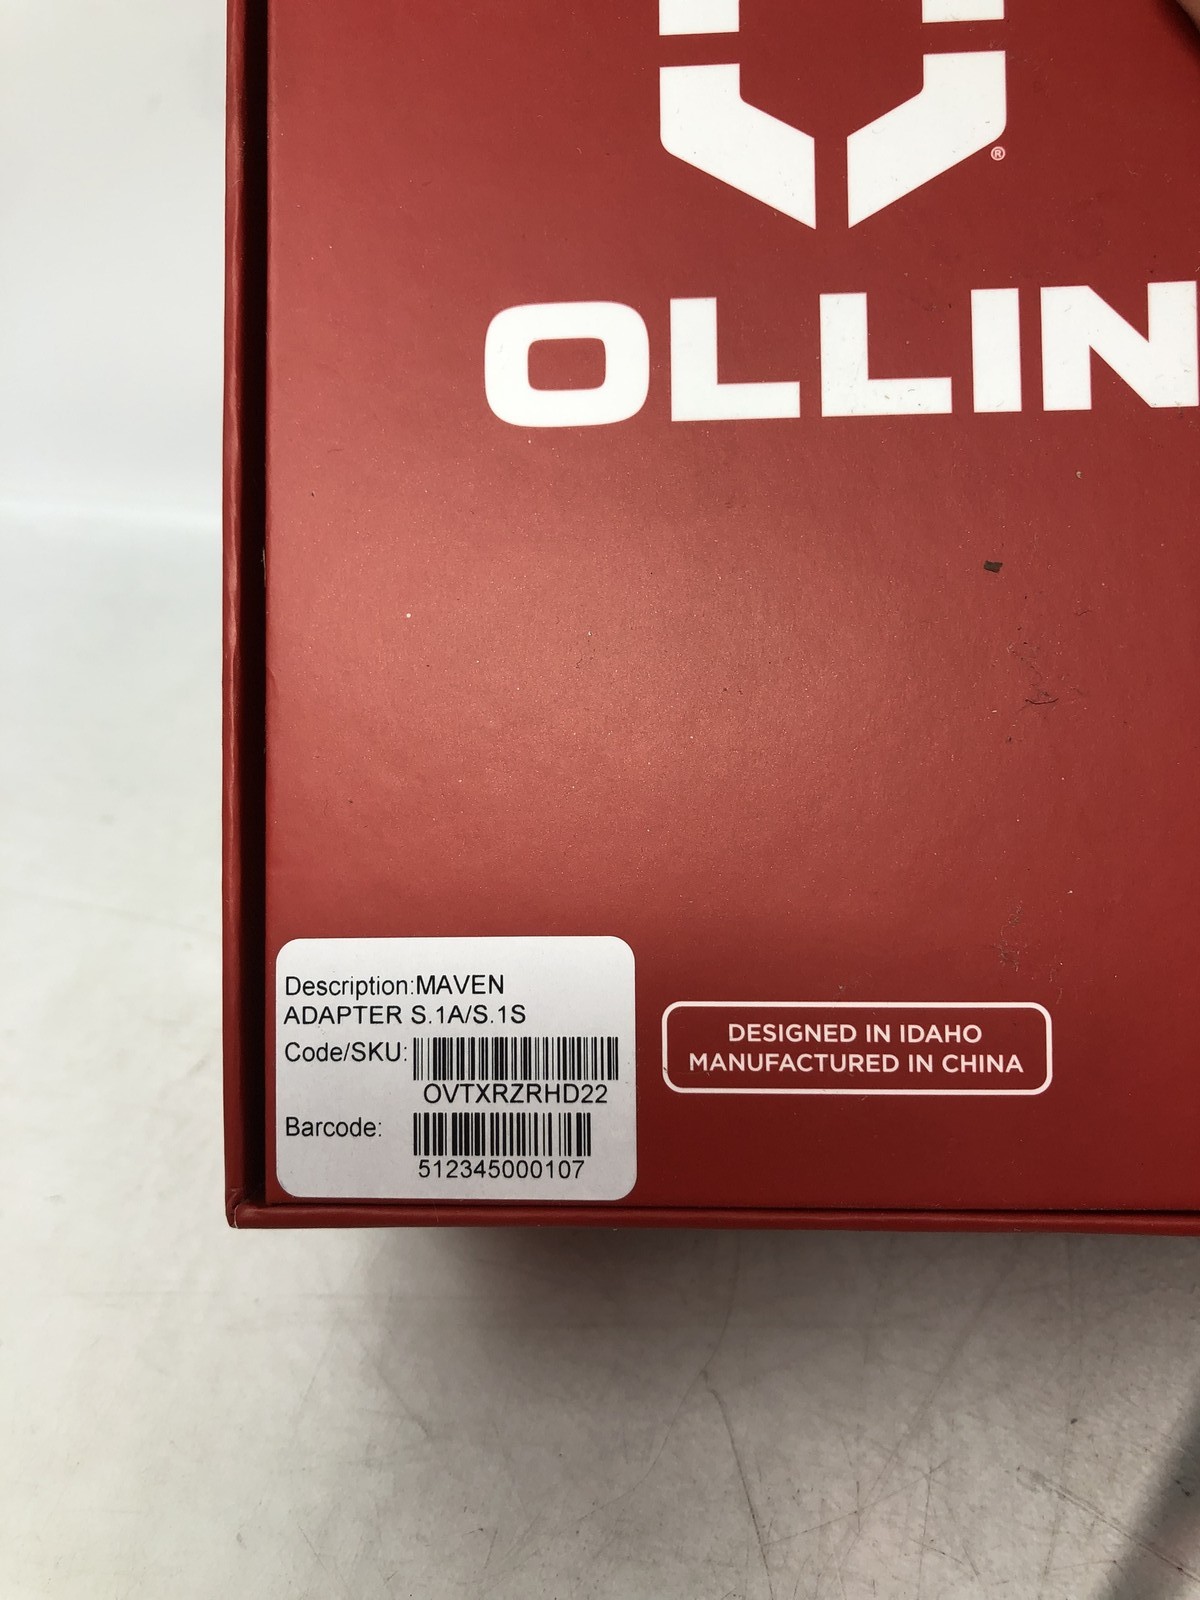 ®
OLLIN
Description:MAVEN
ADAPTER S.1A/S.1S
Code/SKU:
OVTXRZRHD22
Barcode:
512345000107
DESIGNED IN IDAHO
MANUFACTURED IN CHINA